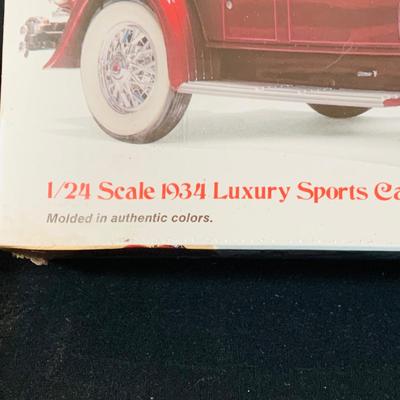 1/24 Scale 1934 Luxury Sports Ca
Molded in authentic colors.